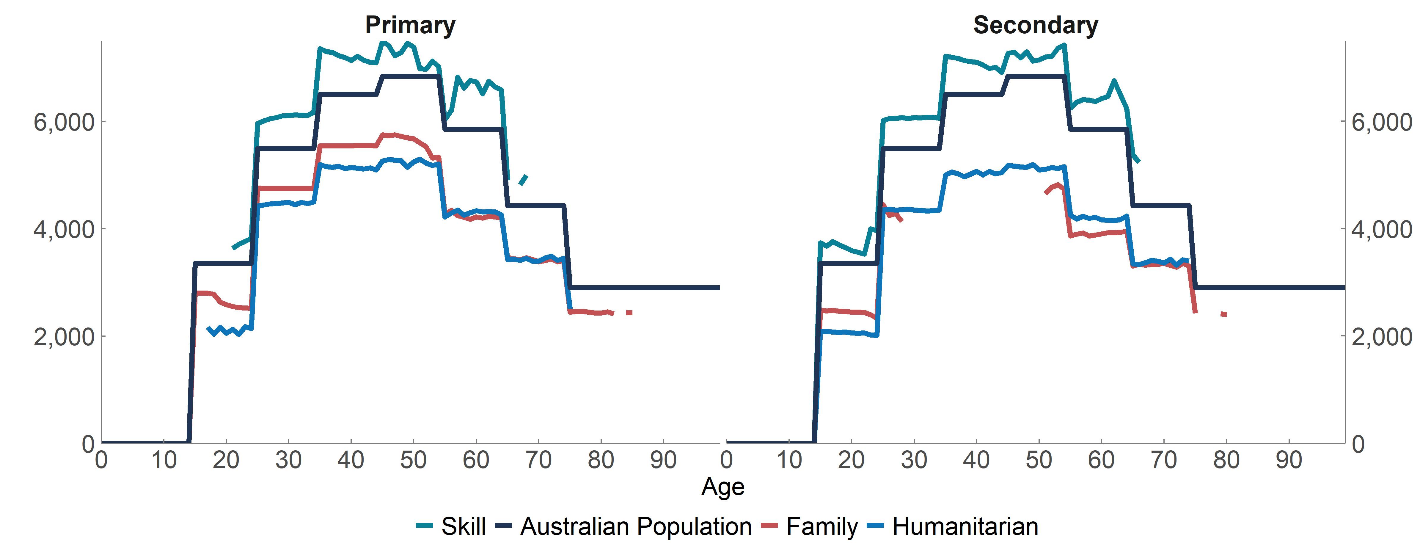 Primary Secondary
6,000 6,000
4,000 4,000
2,000 2,000
0 0
0 10 20 30 40 50 60 70 80 90 0 10 20 30 40 50 60 70 80 90
Age
Skill Australian Population Family Humanitarian